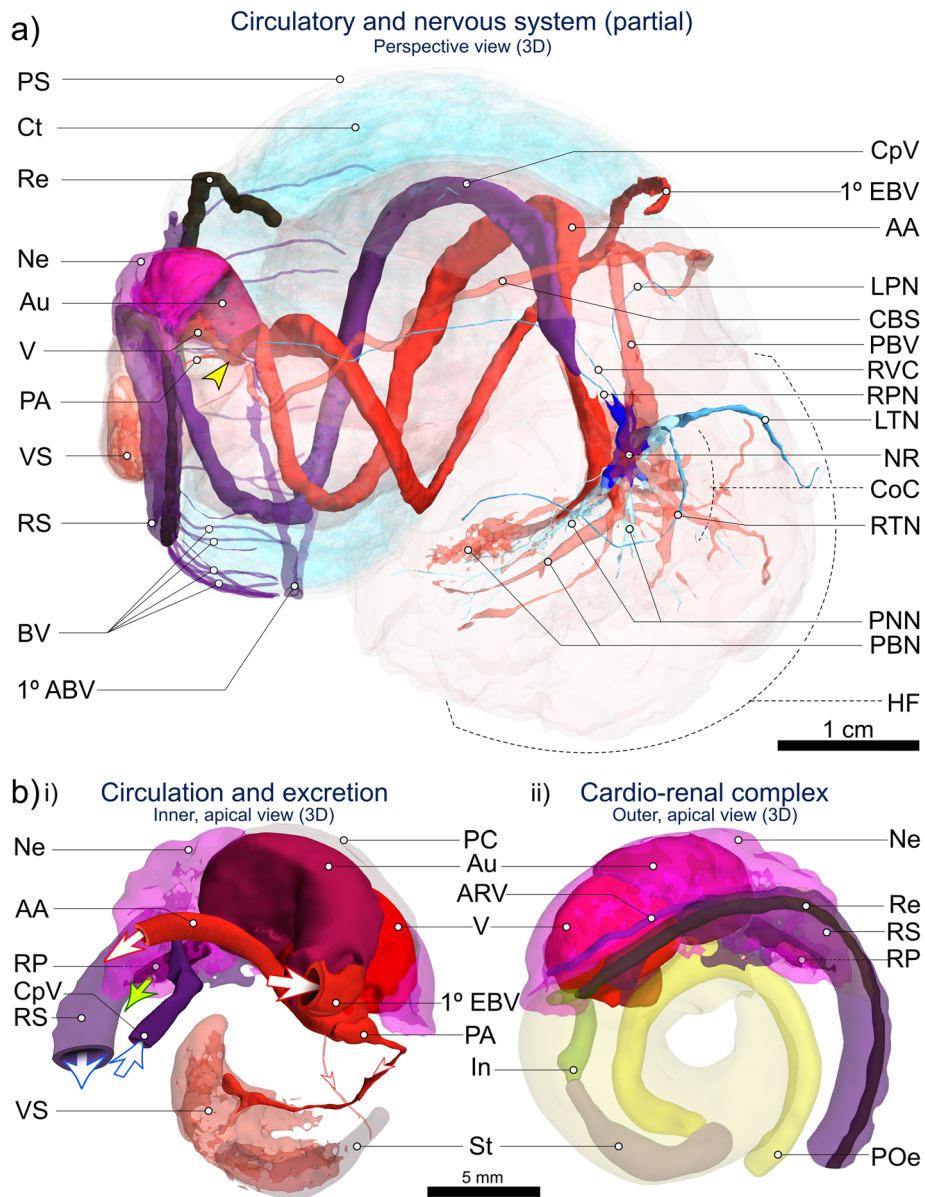 a)
Circulatory and nervous system (partial)
Perspective view (3D)
PS
Ct
Re
Ne
Au
V
PA
VS
RS
BV
1º ABV
CpV
1º EBV
AA
LPN
CBS
PBV
RVC
RPN
LTN
NR
CoC
RTN
PNN
PBN
HF
1 cm
b) i)
Circulation and excretion
Inner, apical view (3D)
Ne
AA
RP
CpV
RS
VS
PC
Au
V
1º EBV
PA
St
5 mm
ii)
Cardio-renal complex
Outer, apical view (3D)
ARV
In
Ne
Re
RS
RP
POe